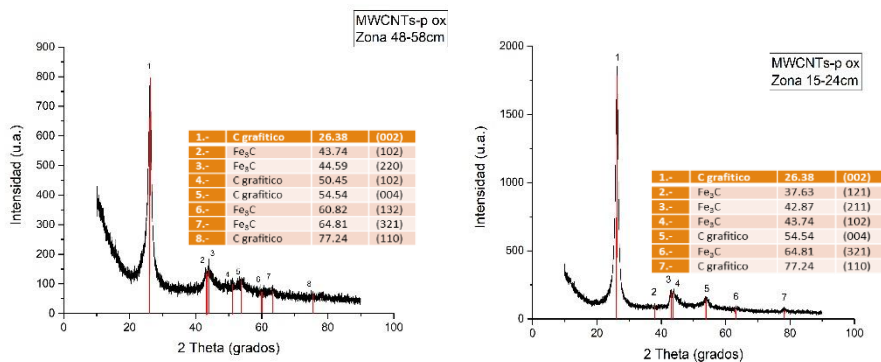 MWCNTs-p ox
Zona 48-58cm
900
800
700
600
500
400
300
200
100
0
Intensidad (u.a.)
1
2
3
4
5
6
7
8
1.- C grafitico 26.38 (002)
2.- Fe₃C 43.74 (102)
3.- Fe₃C 44.59 (220)
4.- C grafitico 50.45 (102)
5.- C grafitico 54.54 (004)
6.- Fe₃C 60.82 (132)
7.- Fe₃C 64.81 (321)
8.- C grafitico 77.24 (110)
0 20 40 60 80 100
2 Theta (grados)
MWCNTs-p ox
Zona 15-24cm
2000
1500
1000
500
0
Intensidad (u.a.)
1
2
3
4
5
6
7
1.- C grafitico 26.38 (002)
2.- Fe₃C 37.63 (121)
3.- Fe₃C 42.87 (211)
4.- Fe₃C 43.74 (102)
5.- C grafitico 54.54 (004)
6.- Fe₃C 64.81 (321)
7.- C grafitico 77.24 (110)
0 20 40 60 80 100
2 Theta (grados)